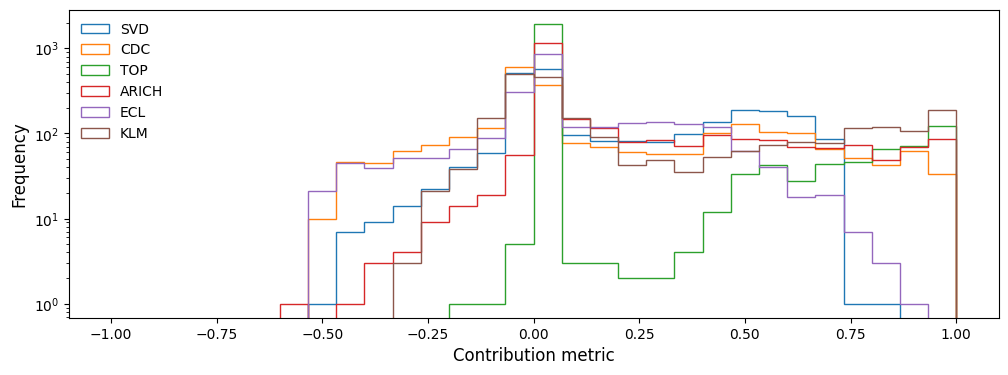 SVD
CDC
TOP
ARICH
ECL
KLM
Frequency
10³
10²
10¹
10⁰
−1.00 −0.75 −0.50 −0.25 0.00 0.25 0.50 0.75 1.00
Contribution metric